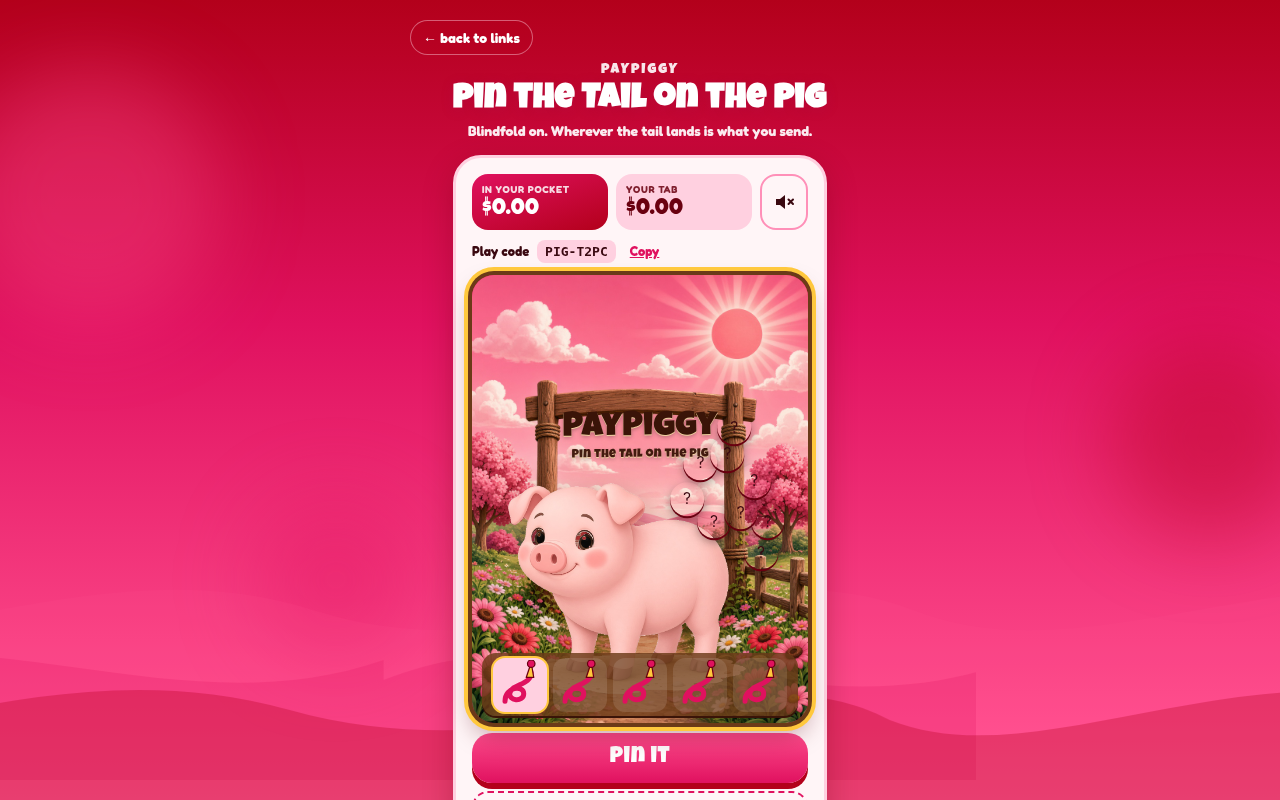 ← back to links
PAYPIGGY
Pin the Tail on the Pig
Blindfold on. Wherever the tail lands is what you send.
IN YOUR POCKET
$0.00
YOUR TAB
$0.00
Play code PIG-T2PC Copy
PAYPIGGY
Pin the Tail on the Pig
?
?
?
?
?
?
?
PIN IT